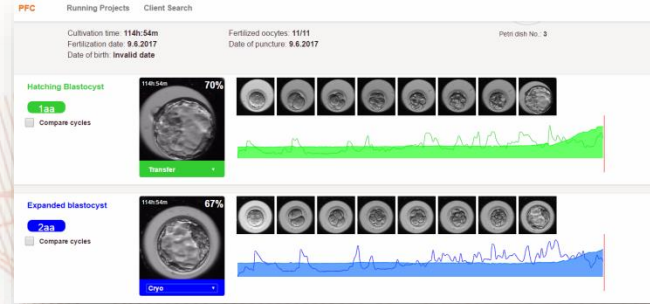 PFC Running Projects Client Search
Cultivation time: 114h:54m Fertilized oocytes: 11/11 Petri dish No.: 3
Fertilization date: 9.6.2017 Date of puncture: 9.6.2017
Date of birth: Invalid date
Hatching Blastocyst 114h:54m 70%
1aa
Compare cycles
Transfer
Expanded blastocyst 114h:54m 67%
2aa
Compare cycles
Cryo